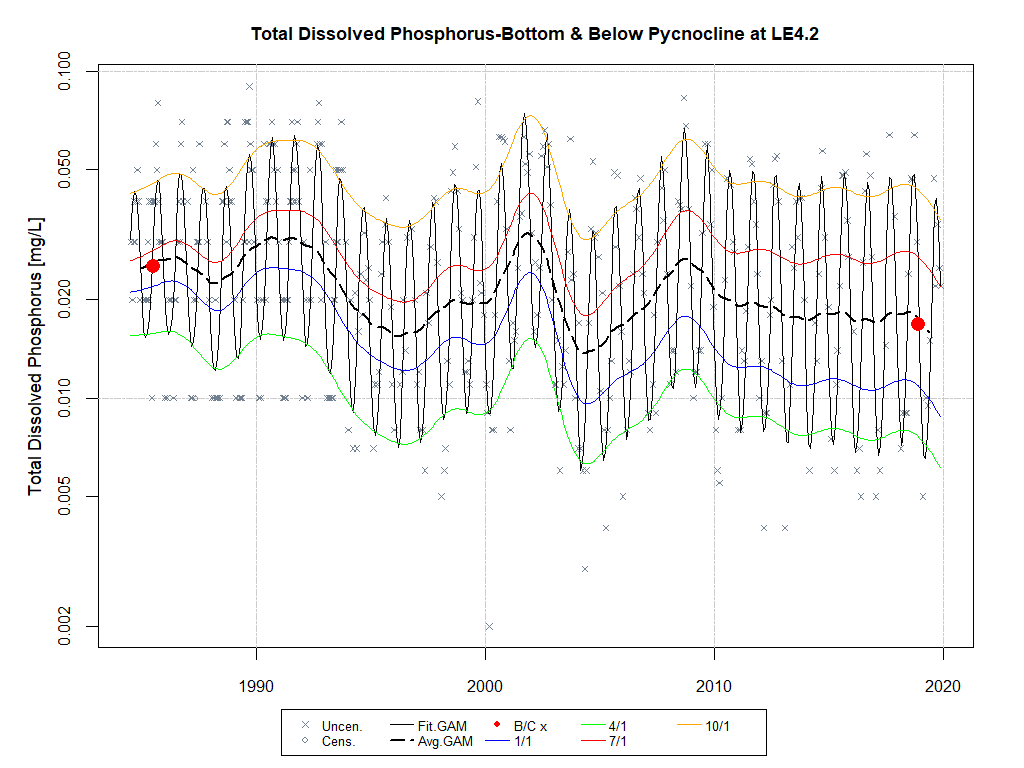 Total Dissolved Phosphorus-Bottom & Below Pycnocline at LE4.2
Total Dissolved Phosphorus [mg/L]
0.100
0.050
0.020
0.010
0.005
0.002
1990 2000 2010 2020
Uncen. Fit.GAM B/C x 4/1 10/1
Cens. Avg.GAM 1/1 7/1